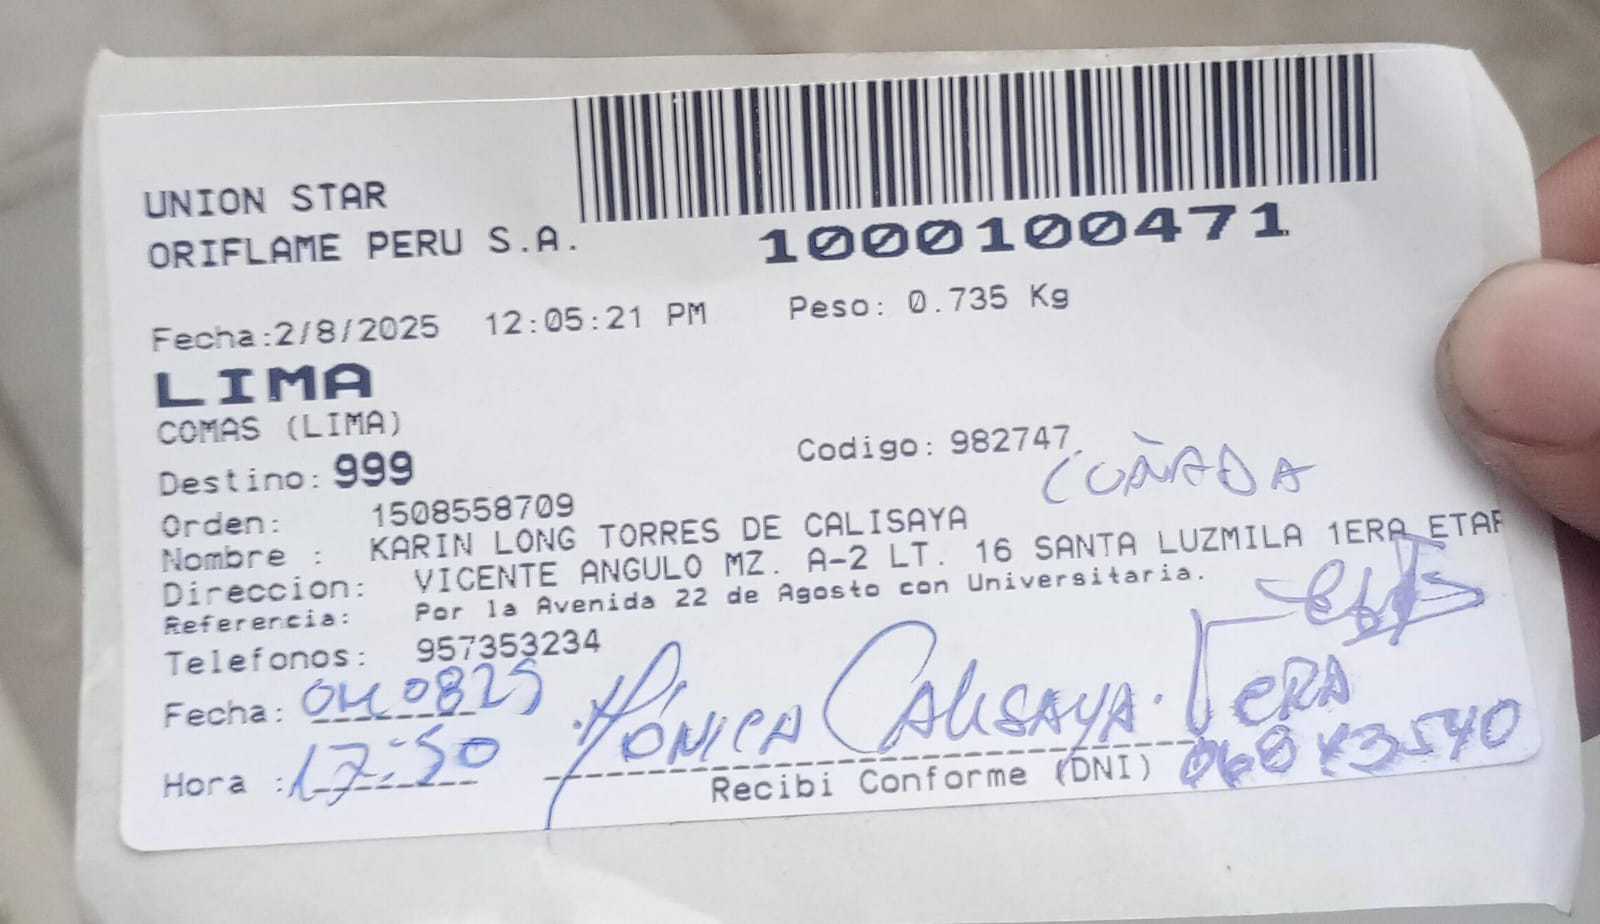 UNION STAR
ORIFLAME PERU S.A.
1000100471
Fecha:2/8/2025 12:05:21 PM Peso: 0.735 Kg
LIMA
COMAS (LIMA)
Codigo: 982747
Destino: 999
CUÑADA
Orden: 1508558709
Nombre : KARIN LONG TORRES DE CALISAYA
Direccion: VICENTE ANGULO MZ. A-2 LT. 16 SANTA LUZMILA 1ERA ETAP
Referencia: Por la Avenida 22 de Agosto con Universitaria.
Telefonos: 957353234
Fecha: 040825 MÓNICA CALISAYA VERA
Hora : 17:50
Recibi Conforme (DNI)